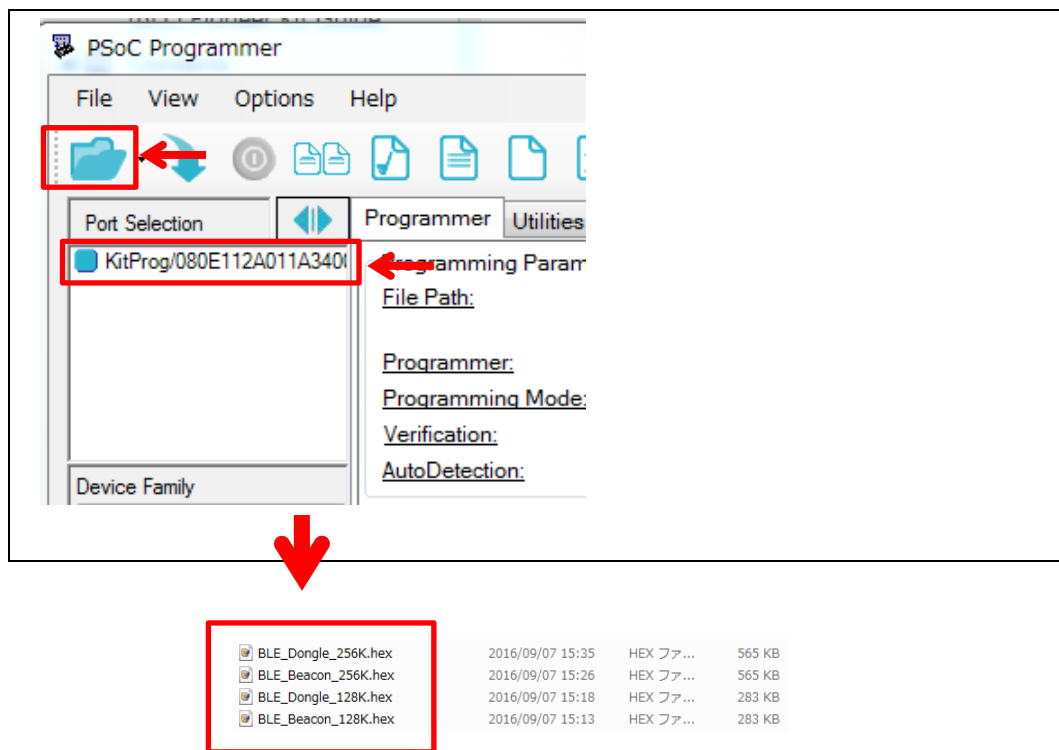 PSoC Programmer
File View Options Help
Port Selection
Programmer Utilities
KitProg/080E112A011A340
Programming Param
File Path:
Programmer:
Programming Mode:
Verification:
AutoDetection:
Device Family
BLE_Dongle_256K.hex 2016/09/07 15:35 HEX ファ... 565 KB
BLE_Beacon_256K.hex 2016/09/07 15:26 HEX ファ... 565 KB
BLE_Dongle_128K.hex 2016/09/07 15:18 HEX ファ... 283 KB
BLE_Beacon_128K.hex 2016/09/07 15:13 HEX ファ... 283 KB